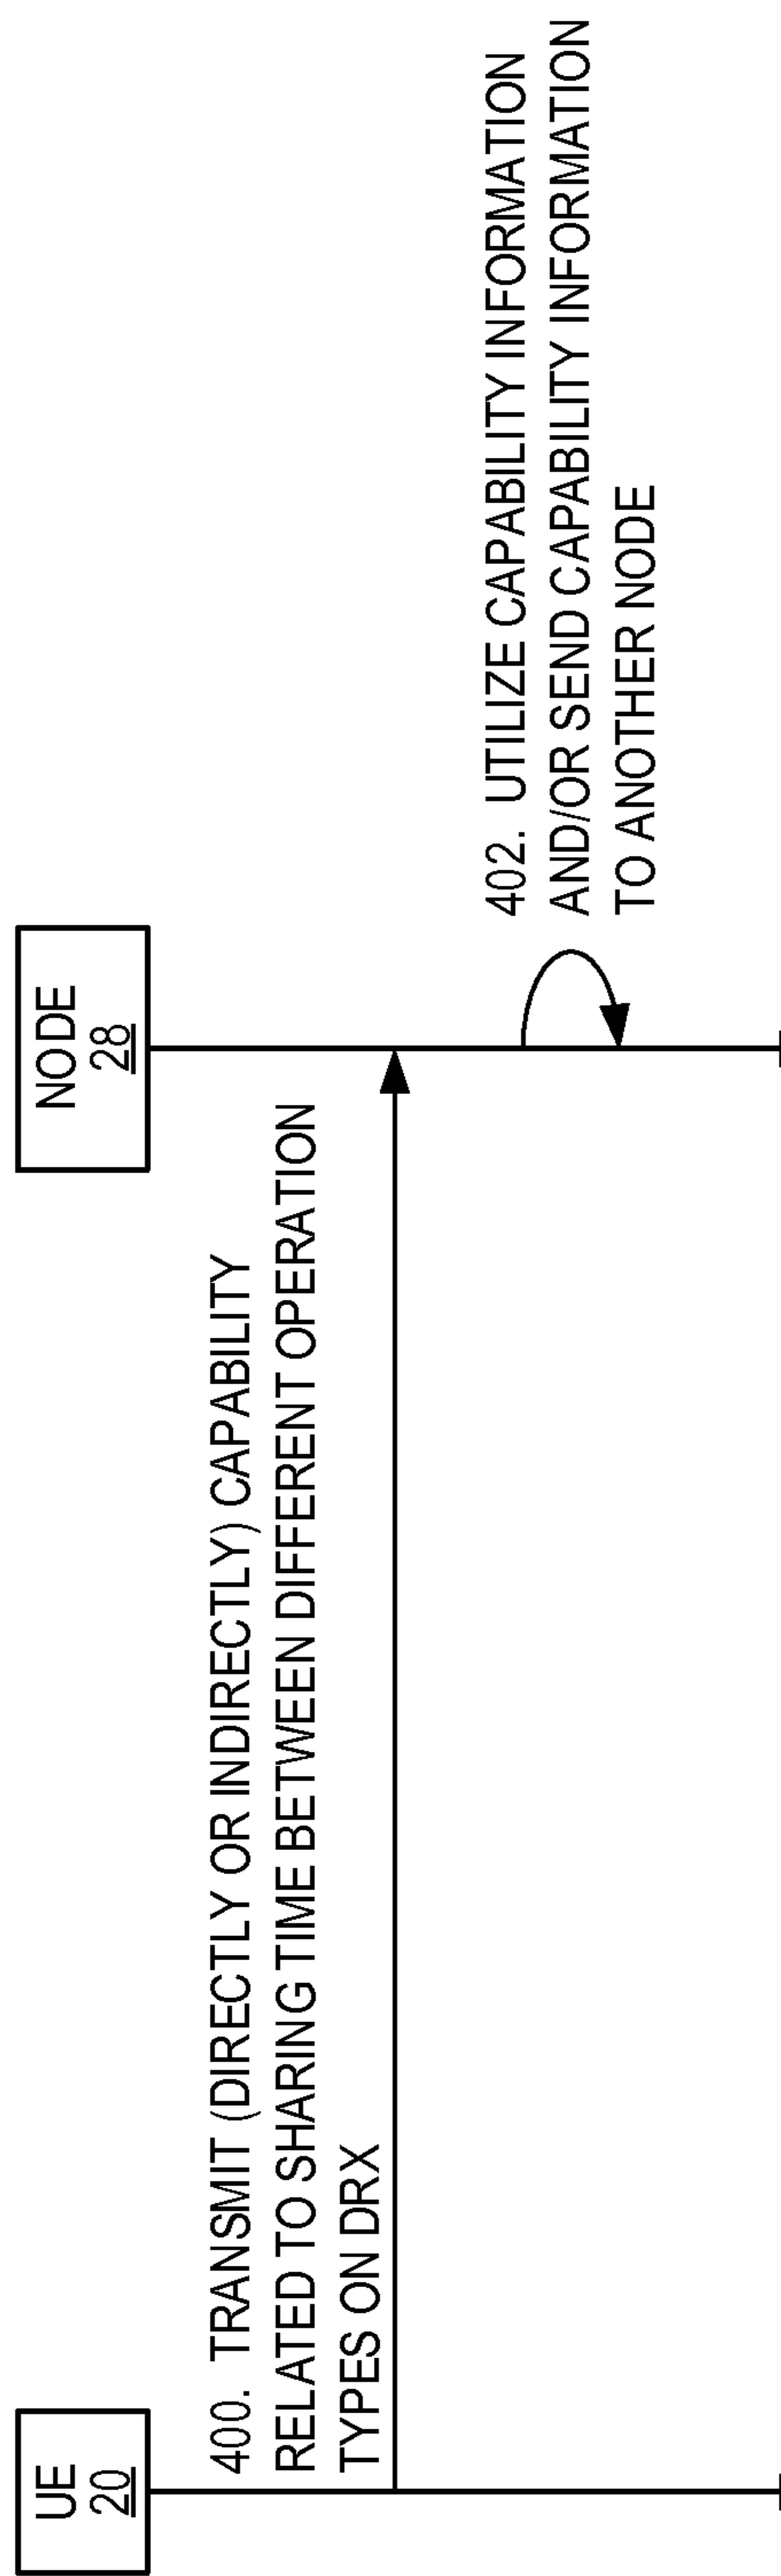 UE
20
NODE
28
400. TRANSMIT (DIRECTLY OR INDIRECTLY) CAPABILITY
RELATED TO SHARING TIME BETWEEN DIFFERENT OPERATION
TYPES ON DRX
402. UTILIZE CAPABILITY INFORMATION
AND/OR SEND CAPABILITY INFORMATION
TO ANOTHER NODE